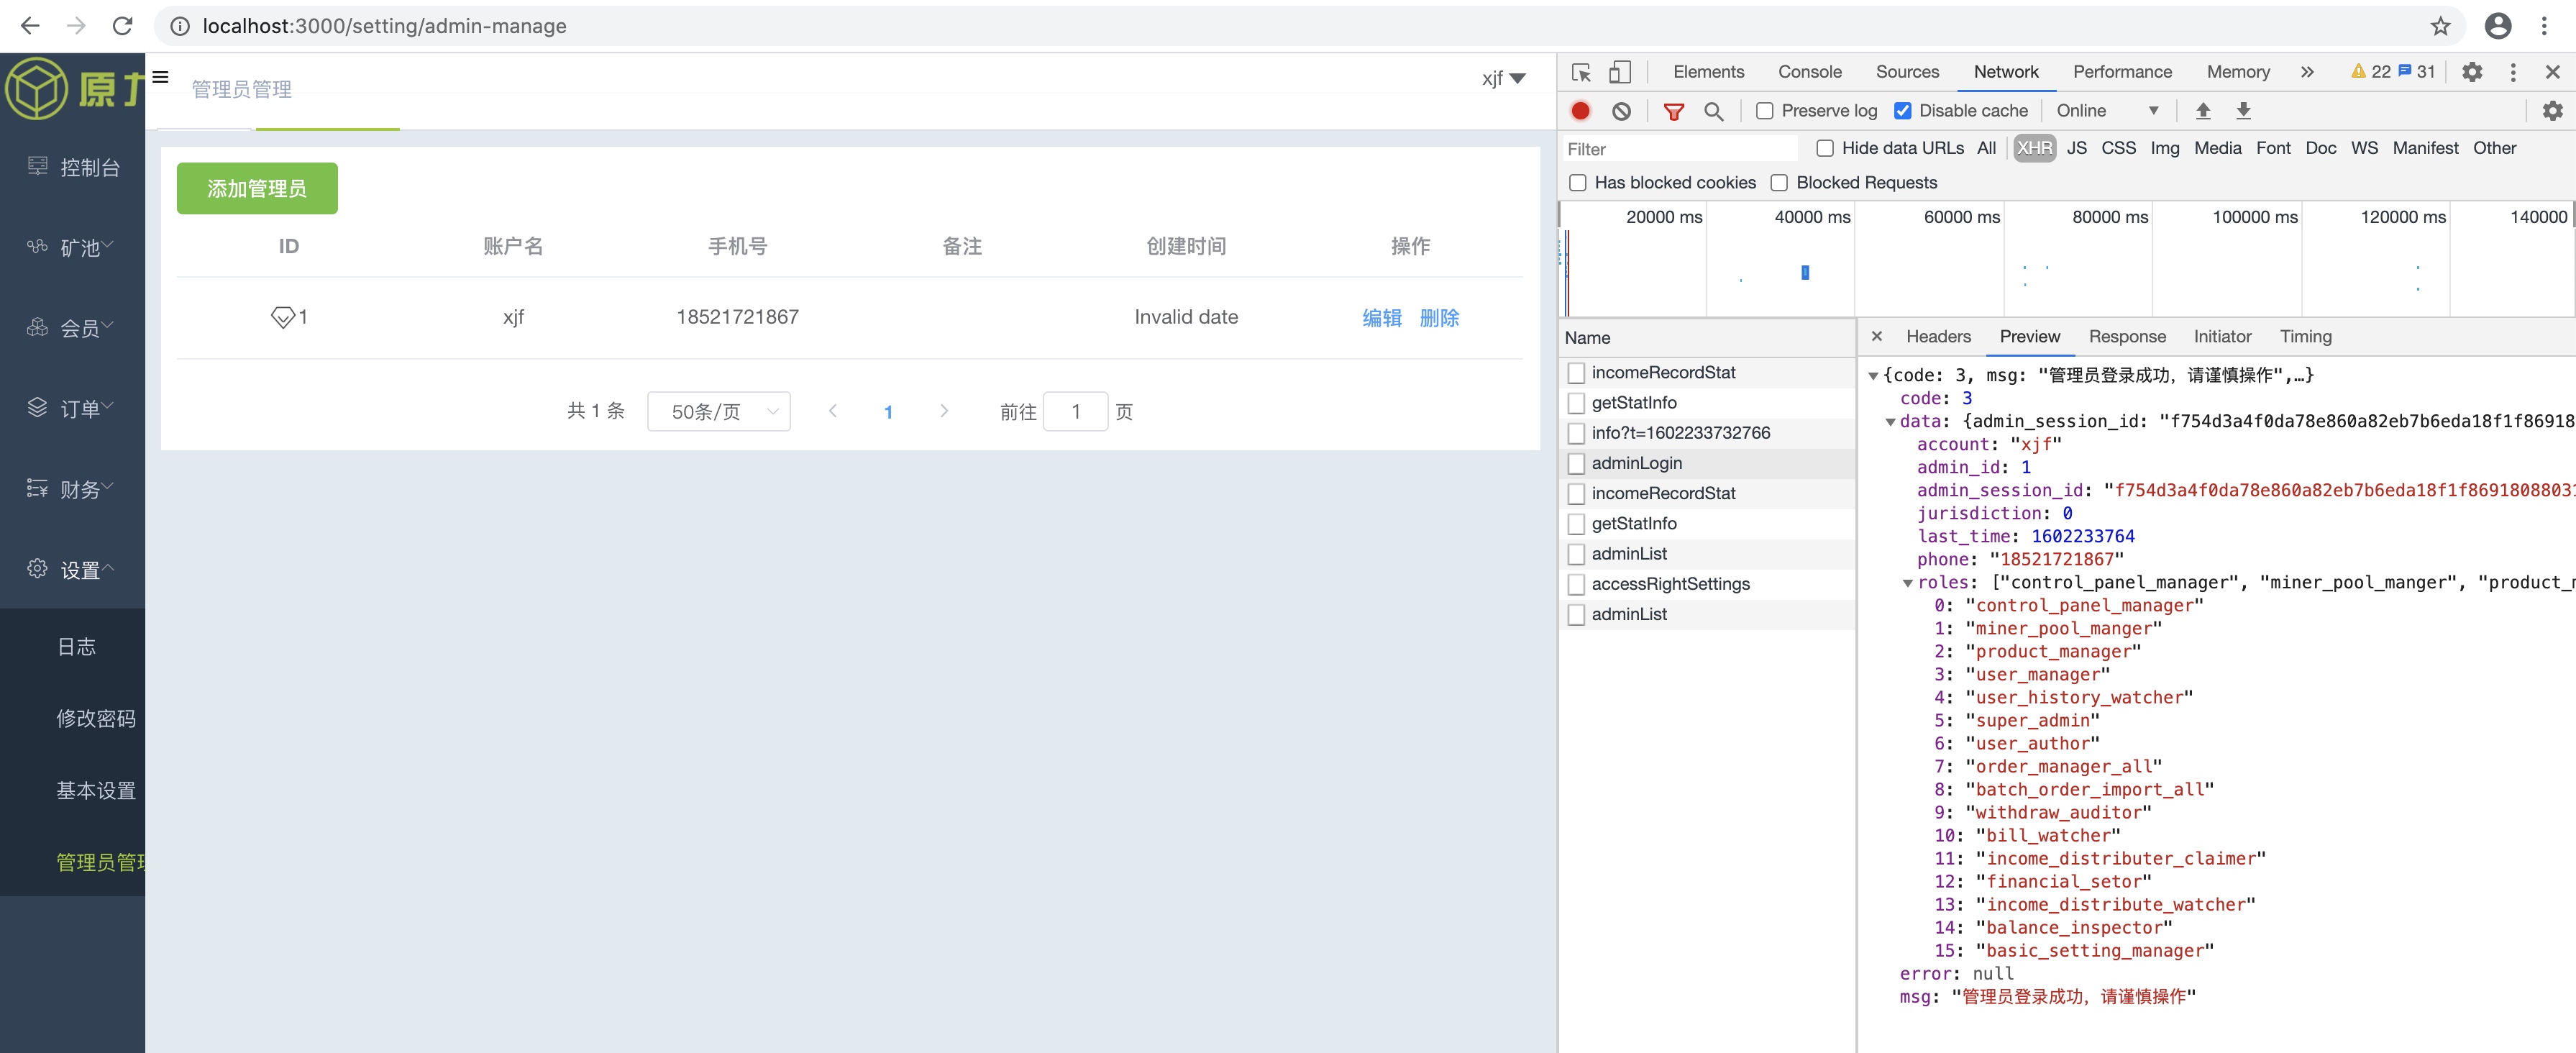 localhost:3000/setting/admin-manage
原力
控制台
矿池
会员
订单
财务
设置
日志
修改密码
基本设置
管理员管理
管理员管理
xjf
添加管理员
ID 账户名 手机号 备注 创建时间 操作
1 xjf 18521721867 Invalid date 编辑 删除
共 1 条 50条/页 1 前往 1 页
Elements Console Sources Network Performance Memory 22 31
Preserve log Disable cache Online
Filter Hide data URLs All XHR JS CSS Img Media Font Doc WS Manifest Other
Has blocked cookies Blocked Requests
20000 ms 40000 ms 60000 ms 80000 ms 100000 ms 120000 ms 140000
Name
incomeRecordStat
getStatInfo
info?t=1602233732766
adminLogin
incomeRecordStat
getStatInfo
adminList
accessRightSettings
adminList
Headers Preview Response Initiator Timing
{code: 3, msg: "管理员登录成功，请谨慎操作",…}
code: 3
data: {admin_session_id: "f754d3a4f0da78e860a82eb7b6eda18f1f86918
account: "xjf"
admin_id: 1
admin_session_id: "f754d3a4f0da78e860a82eb7b6eda18f1f8691808803
jurisdiction: 0
last_time: 1602233764
phone: "18521721867"
roles: ["control_panel_manager", "miner_pool_manger", "product_
0: "control_panel_manager"
1: "miner_pool_manger"
2: "product_manager"
3: "user_manager"
4: "user_history_watcher"
5: "super_admin"
6: "user_author"
7: "order_manager_all"
8: "batch_order_import_all"
9: "withdraw_auditor"
10: "bill_watcher"
11: "income_distributer_claimer"
12: "financial_setor"
13: "income_distribute_watcher"
14: "balance_inspector"
15: "basic_setting_manager"
error: null
msg: "管理员登录成功，请谨慎操作"